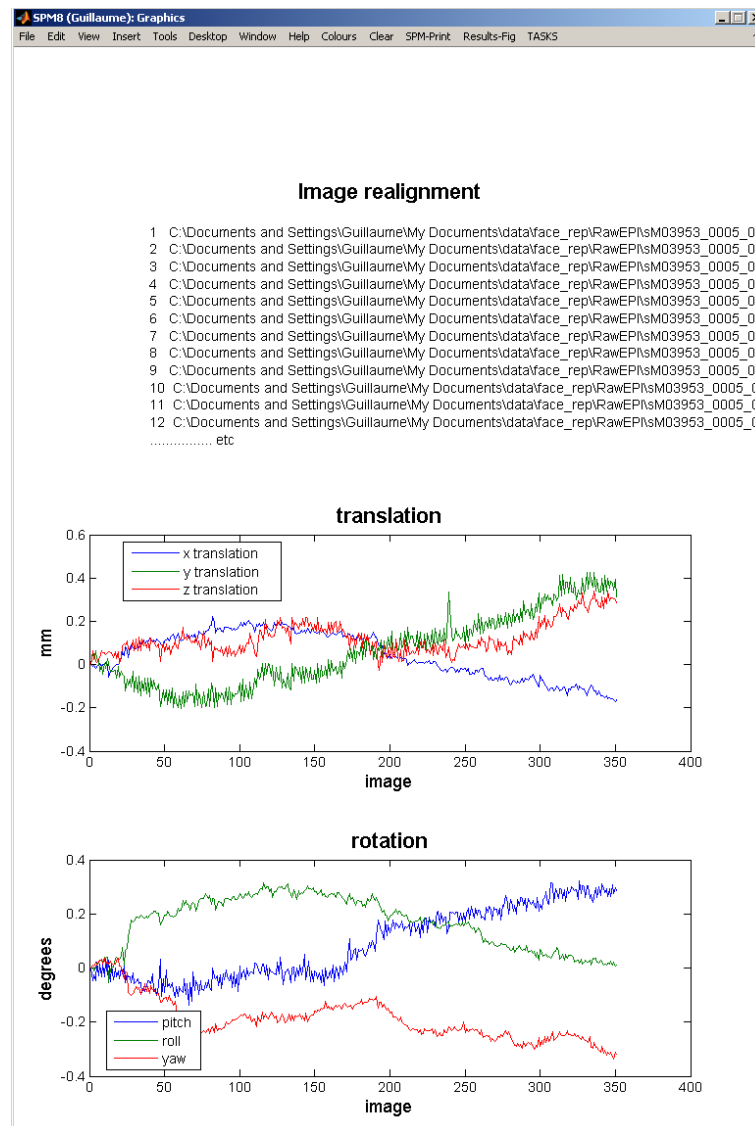 SPM8 (Guillaume): Graphics
File Edit View Insert Tools Desktop Window Help Colours Clear SPM-Print Results-Fig TASKS
Image realignment
1 C:\Documents and Settings\Guillaume\My Documents\data\face_rep\RawEPI\sM03953_0005_0
2 C:\Documents and Settings\Guillaume\My Documents\data\face_rep\RawEPI\sM03953_0005_0
3 C:\Documents and Settings\Guillaume\My Documents\data\face_rep\RawEPI\sM03953_0005_0
4 C:\Documents and Settings\Guillaume\My Documents\data\face_rep\RawEPI\sM03953_0005_0
5 C:\Documents and Settings\Guillaume\My Documents\data\face_rep\RawEPI\sM03953_0005_0
6 C:\Documents and Settings\Guillaume\My Documents\data\face_rep\RawEPI\sM03953_0005_0
7 C:\Documents and Settings\Guillaume\My Documents\data\face_rep\RawEPI\sM03953_0005_0
8 C:\Documents and Settings\Guillaume\My Documents\data\face_rep\RawEPI\sM03953_0005_0
9 C:\Documents and Settings\Guillaume\My Documents\data\face_rep\RawEPI\sM03953_0005_0
10 C:\Documents and Settings\Guillaume\My Documents\data\face_rep\RawEPI\sM03953_0005_0
11 C:\Documents and Settings\Guillaume\My Documents\data\face_rep\RawEPI\sM03953_0005_0
12 C:\Documents and Settings\Guillaume\My Documents\data\face_rep\RawEPI\sM03953_0005_0
................ etc
translation
0.6
0.4
0.2
0
-0.2
-0.4
mm
x translation
y translation
z translation
0 50 100 150 200 250 300 350 400
image
rotation
0.4
0.2
0
-0.2
-0.4
degrees
pitch
roll
yaw
0 50 100 150 200 250 300 350 400
image